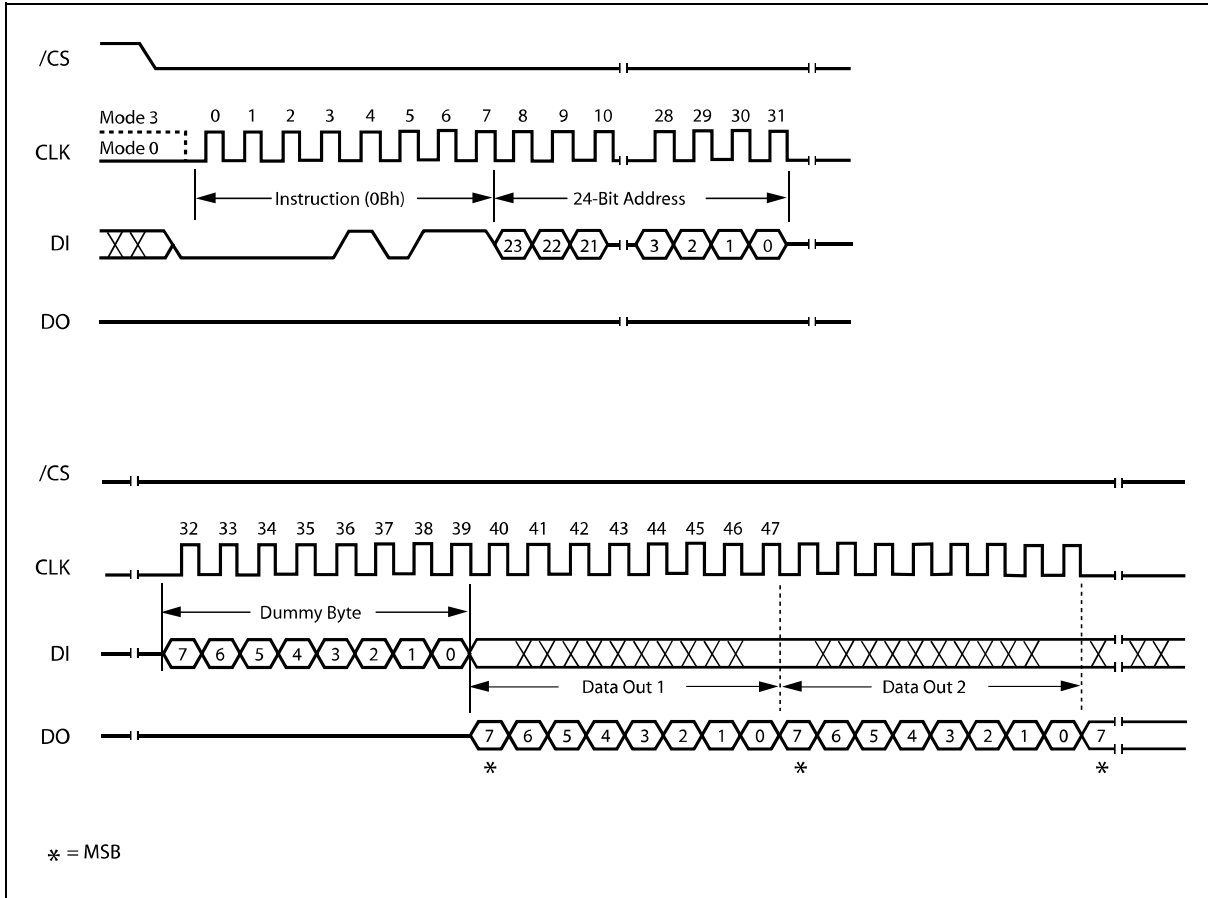 /CS
Mode 3
0 1 2 3 4 5 6 7 8 9 10 28 29 30 31
Mode 0
CLK
Instruction (0Bh) 24-Bit Address
DI 23 22 21 3 2 1 0
DO
/CS
32 33 34 35 36 37 38 39 40 41 42 43 44 45 46 47
CLK
Dummy Byte
DI 7 6 5 4 3 2 1 0
Data Out 1 Data Out 2
DO 7 6 5 4 3 2 1 0 7 6 5 4 3 2 1 0 7
* * *
* = MSB